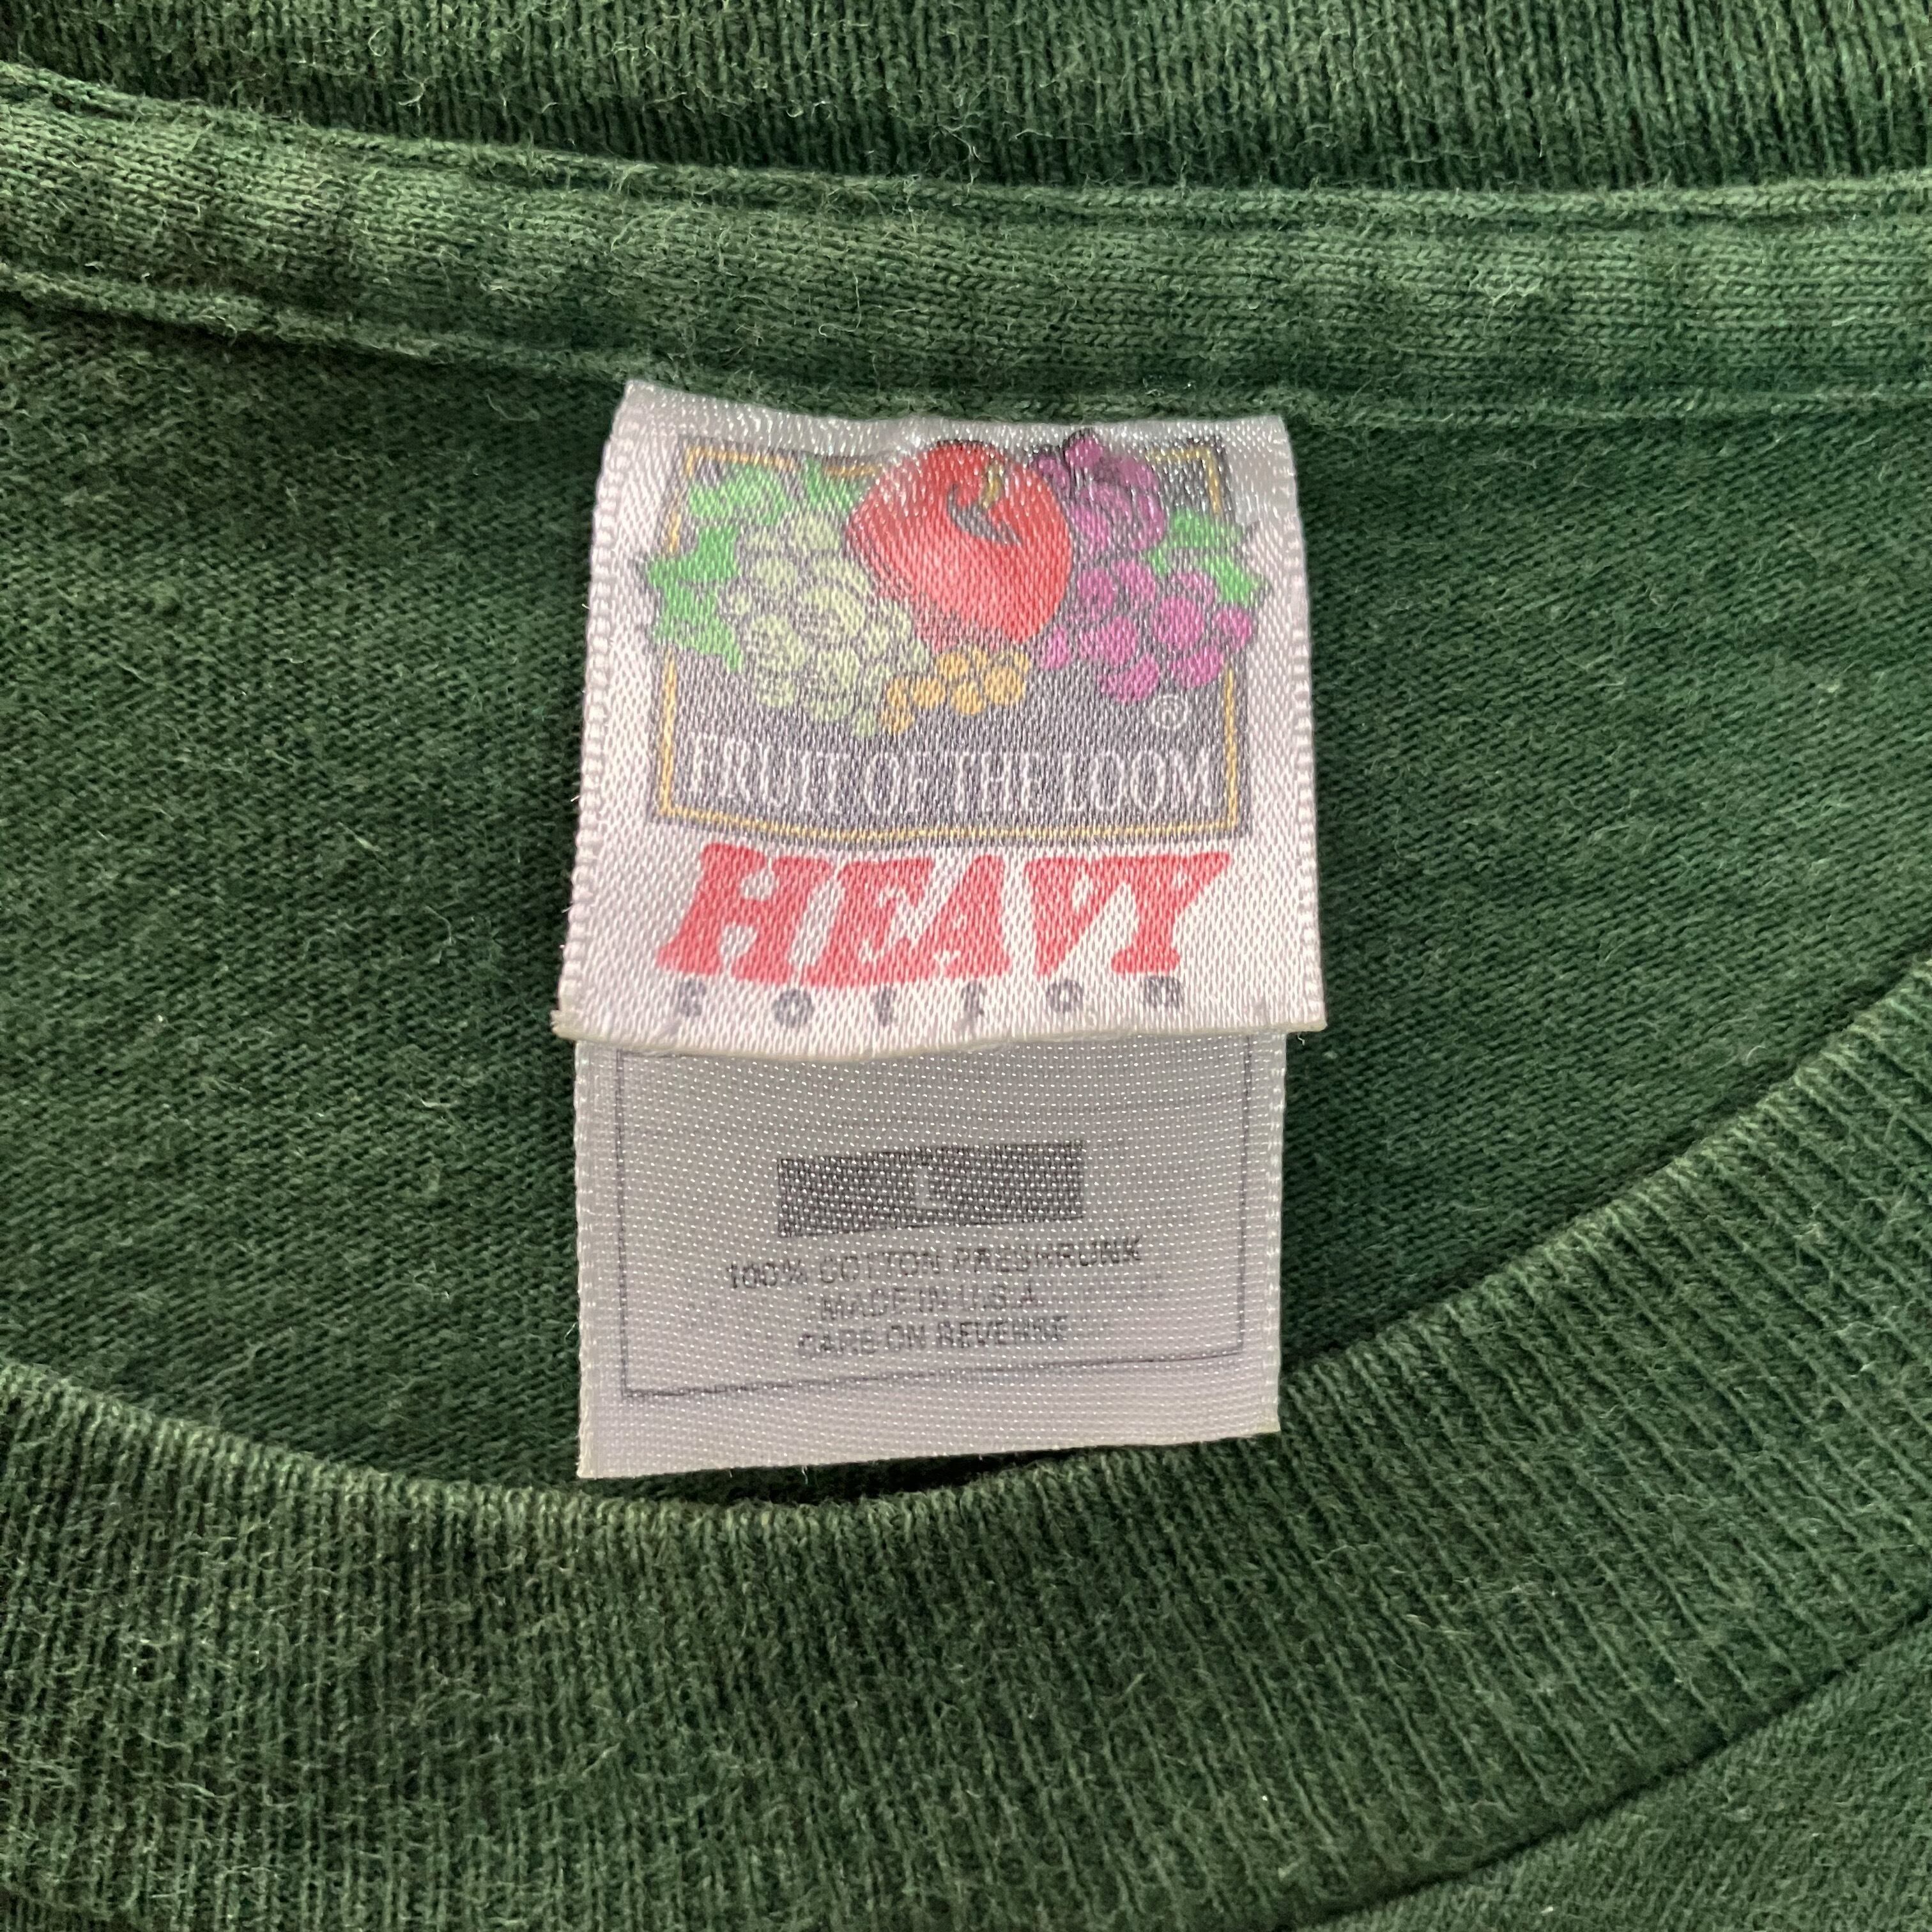 ®
FRUIT OF THE LOOM
HEAVY
COTTON
L
100% COTTON PRESHRUNK
MADE IN U.S.A.
CARE ON REVERSE